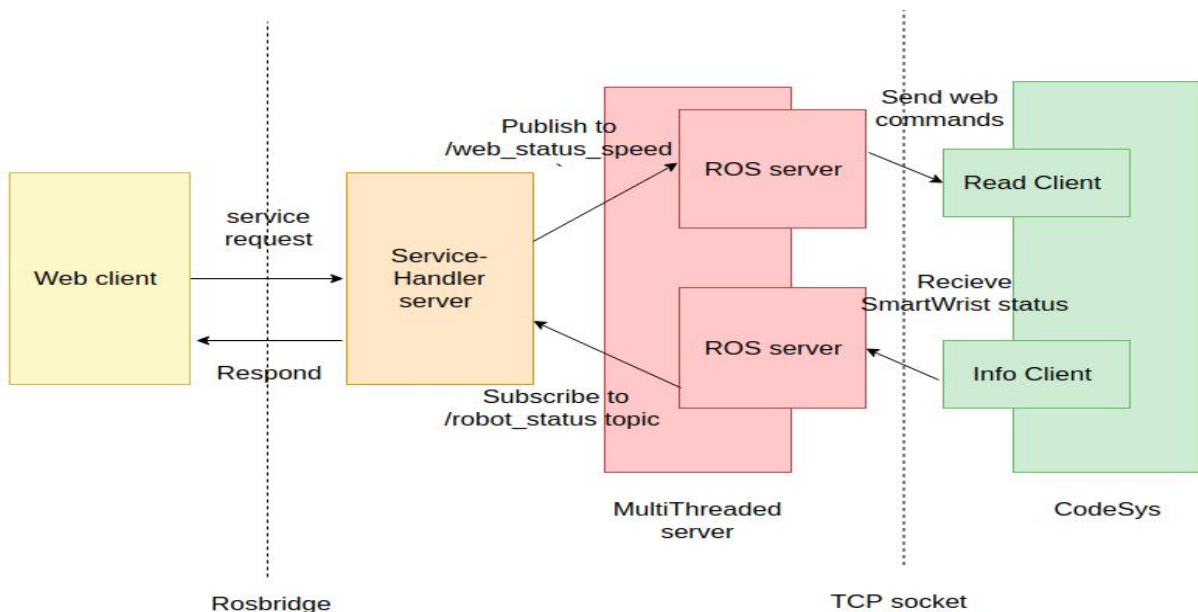 Web client
service
request
Respond
Rosbridge
Service-
Handler
server
Publish to
/web_status_speed
`
Subscribe to
/robot_status topic
ROS server
ROS server
MultiThreaded
server
Send web
commands
Recieve
SmartWrist status
TCP socket
Read Client
Info Client
CodeSys